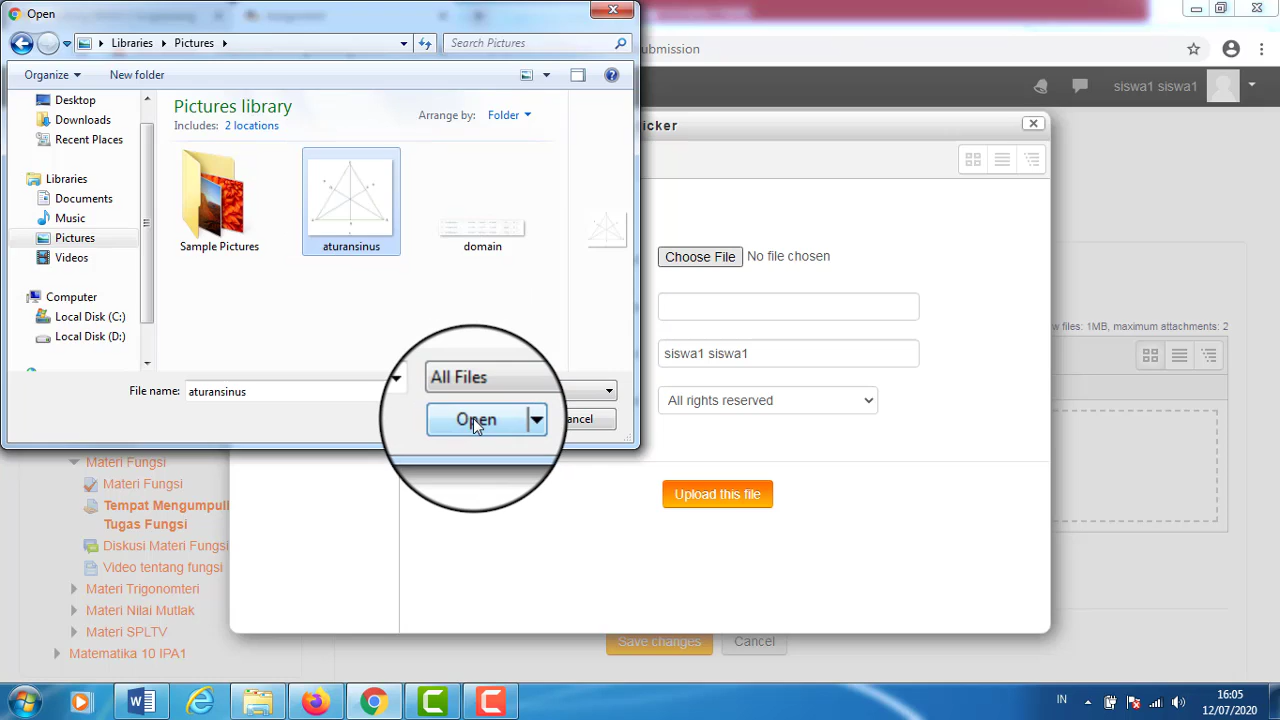 Open
Libraries
Pictures
Search Pictures
ubmission
Organize
New folder
siswa1 siswa1
Desktop
Downloads
Recent Places
Libraries
Documents
Music
Pictures
Videos
Computer
Local Disk (C:)
Local Disk (D:)
Pictures library
Includes: 2 locations
Arrange by: Folder
Sample Pictures
aturansinus
domain
File name: aturansinus
All Files
Open
ancel
icker
Choose File No file chosen
siswa1 siswa1
All rights reserved
Upload this file
w files: 1MB, maximum attachments: 2
Materi Fungsi
Materi Fungsi
Tempat Mengumpul
Tugas Fungsi
Diskusi Materi Fungsi
Video tentang fungsi
Materi Trigonomteri
Materi Nilai Mutlak
Materi SPLTV
Matematika 10 IPA1
Save changes
Cancel
IN
16:05
12/07/2020